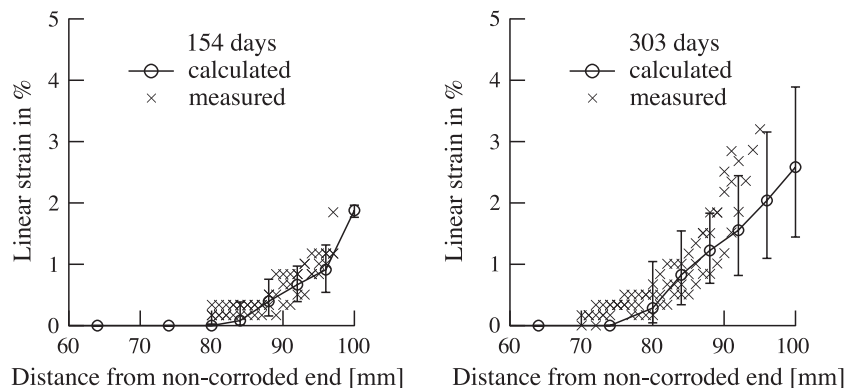 5
4
3
2
1
0
60 70 80 90 100
Linear strain in %
Distance from non-corroded end [mm]
154 days
calculated
measured
5
4
3
2
1
0
60 70 80 90 100
Linear strain in %
Distance from non-corroded end [mm]
303 days
calculated
measured